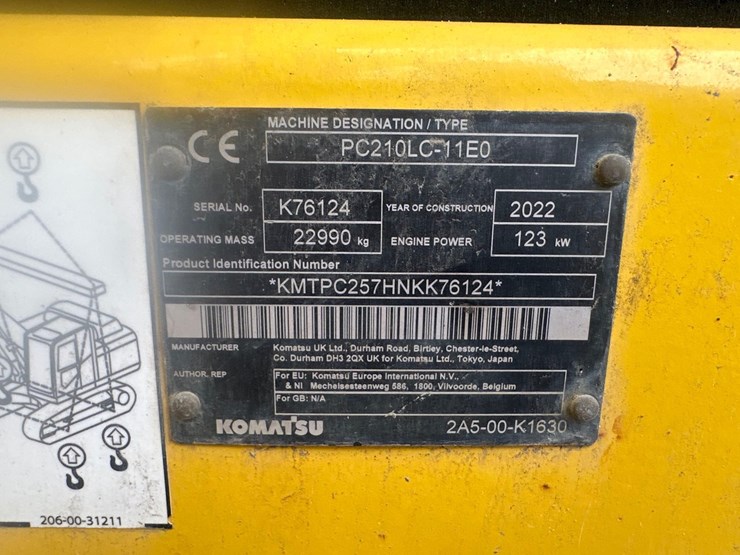 CE
MACHINE DESIGNATION / TYPE
PC210LC-11E0
SERIAL No. K76124 YEAR OF CONSTRUCTION 2022
OPERATING MASS 22990 kg ENGINE POWER 123 kW
Product Identification Number
*KMTPC257HNKK76124*
MANUFACTURER Komatsu UK Ltd., Durham Road, Birtley, Chester-le-Street,
Co. Durham DH3 2QX UK for Komatsu Ltd., Tokyo, Japan
AUTHOR. REP For EU: Komatsu Europe International N.V.,
& NI Mechelsesteenweg 586, 1800, Vilvoorde, Belgium
For GB: N/A
KOMATSU 2A5-00-K1630
206-00-31211